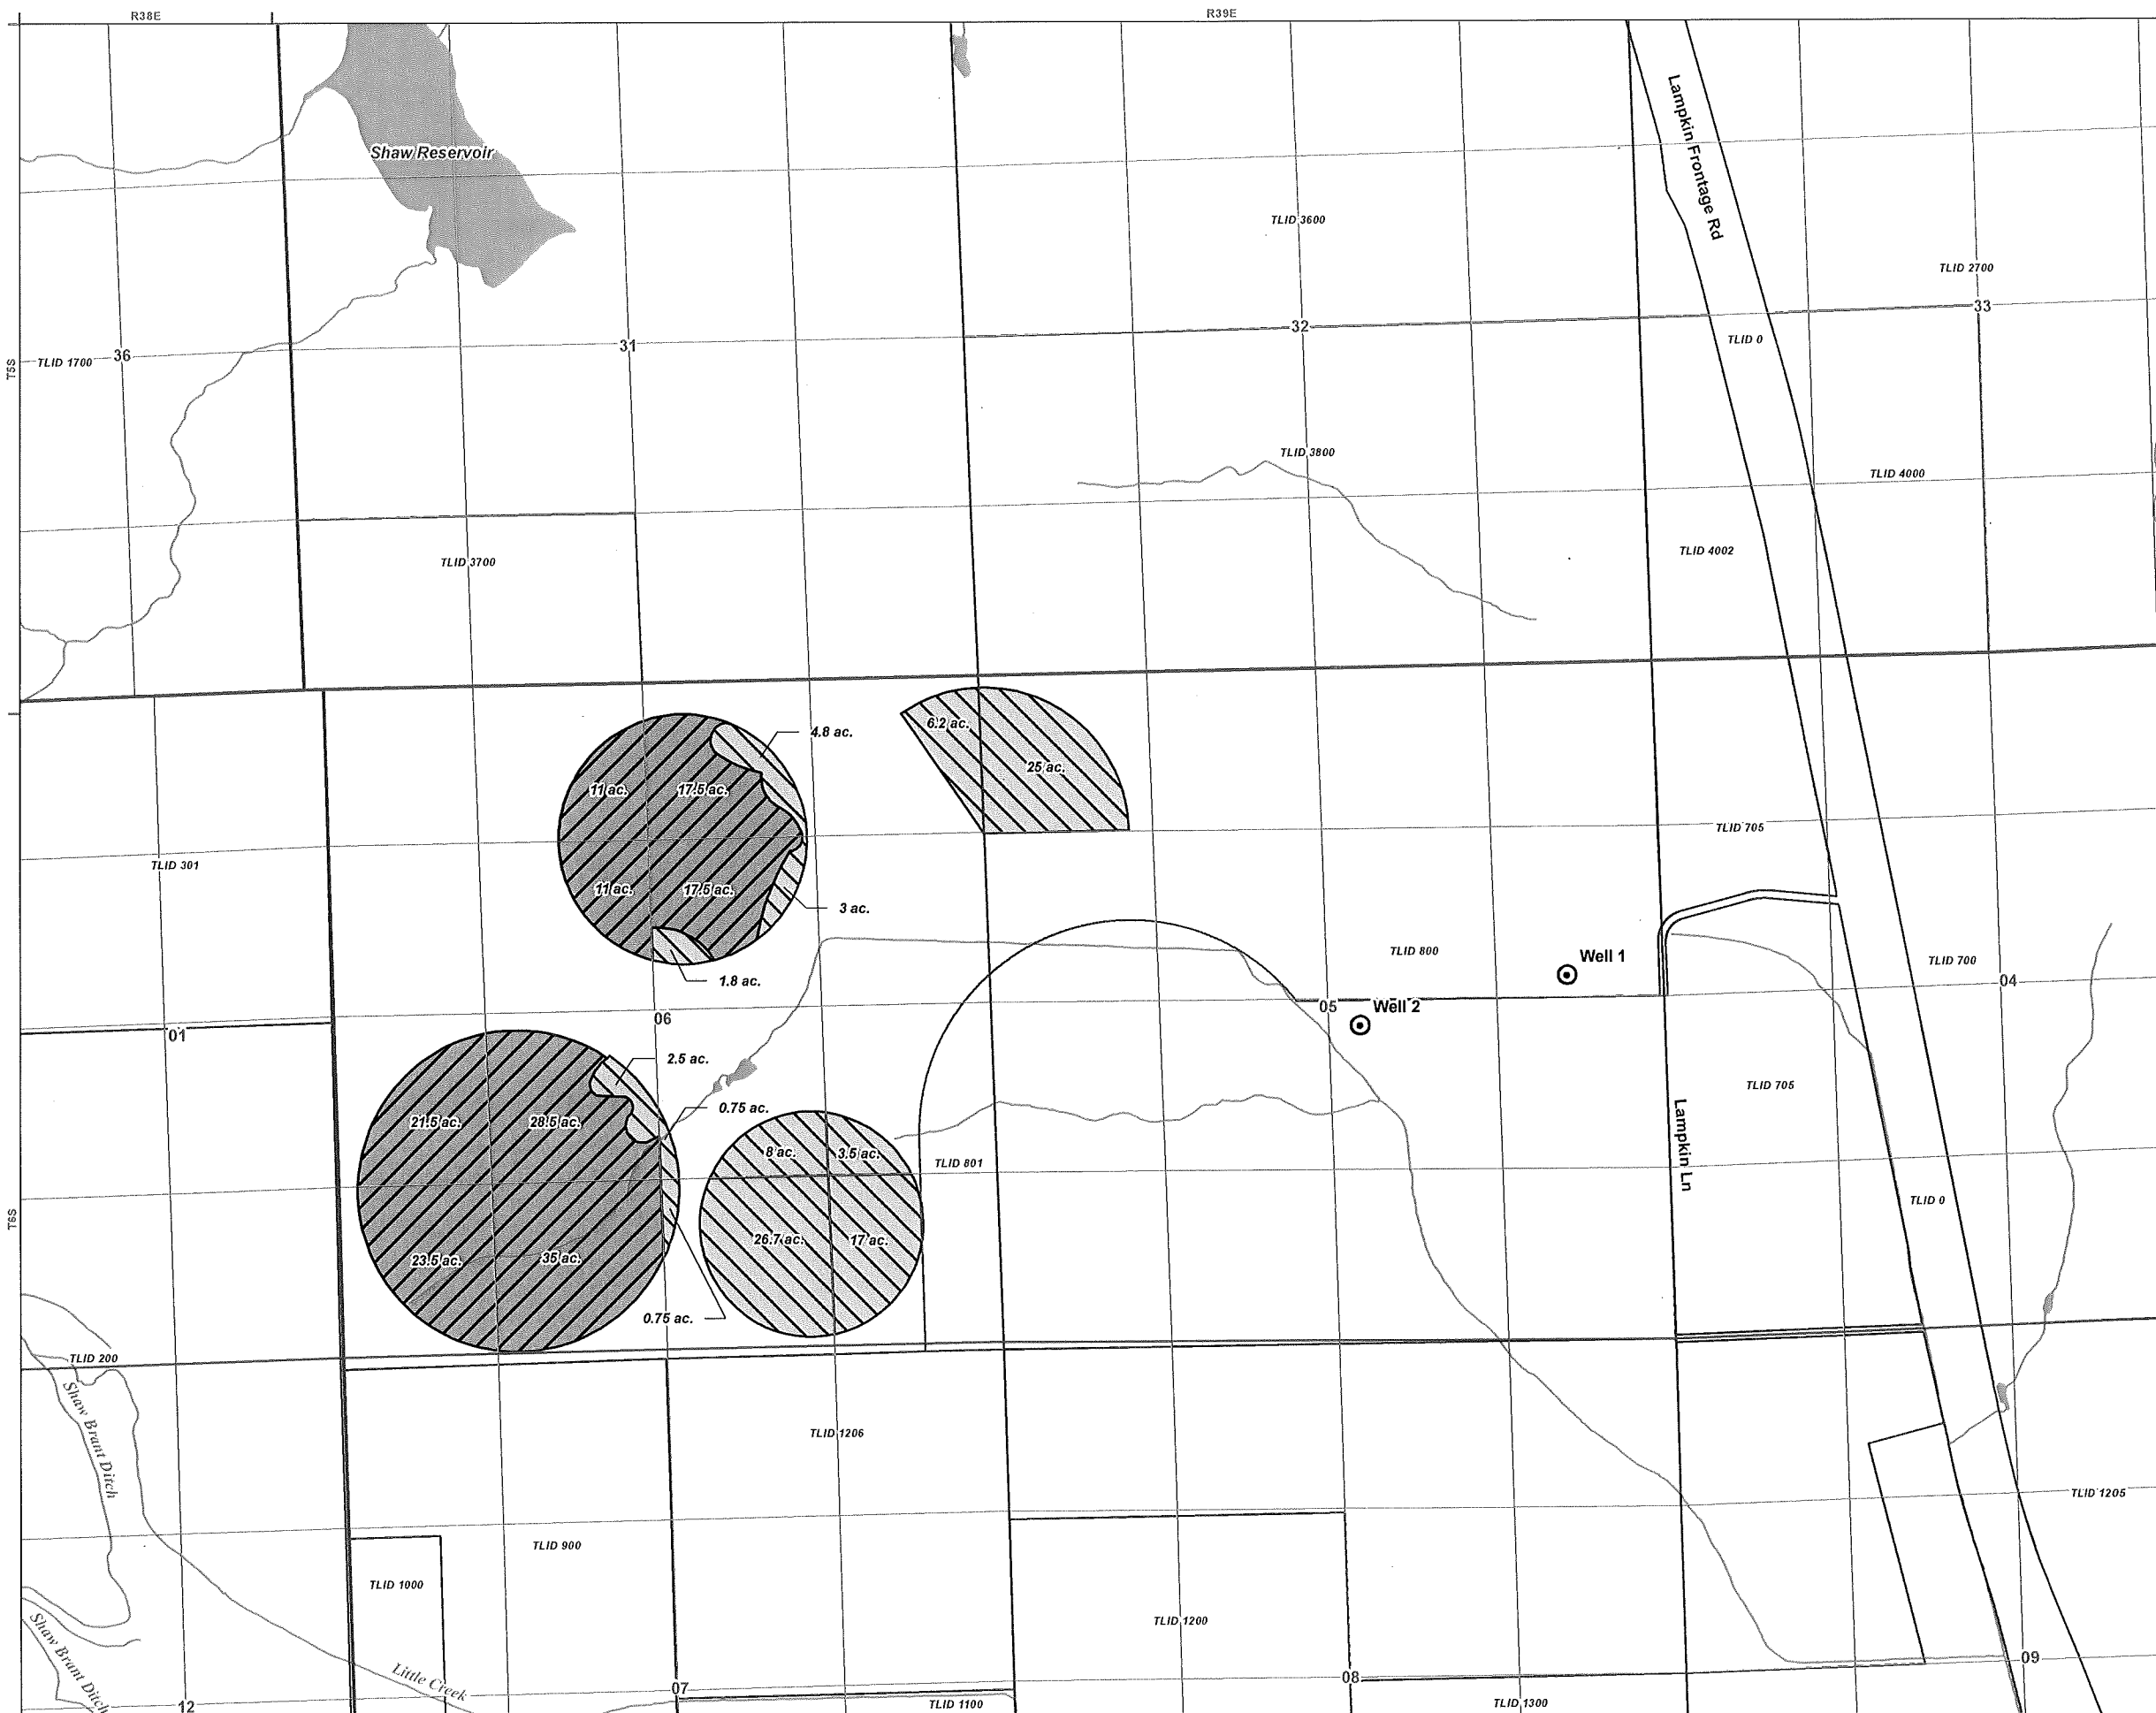 R38E
R39E
Lampkin Frontage Rd
Shaw Reservoir
TLID 3600
TLID 2700
33
32
TLID 0
31
36
TLID 1700
T5S
TLID 3800
TLID 4000
TLID 4002
TLID 3700
6.2 ac.
4.8 ac.
25 ac.
11 ac.
17.5 ac.
TLID 705
TLID 301
11 ac.
17.5 ac.
3 ac.
TLID 800
Well 1
TLID 700
1.8 ac.
04
05
Well 2
06
01
2.5 ac.
TLID 705
0.75 ac.
21.5 ac.
28.5 ac.
Lampkin Ln
8 ac.
3.5 ac.
TLID 801
TLID 0
T6S
26.7 ac.
17 ac.
23.5 ac.
35 ac.
0.75 ac.
TLID 200
Shaw Brant Ditch
TLID 1206
TLID 1205
TLID 900
TLID 1000
TLID 1200
Shaw Brant Ditch
Little Creek
09
08
07
12
TLID 1100
TLID 1300